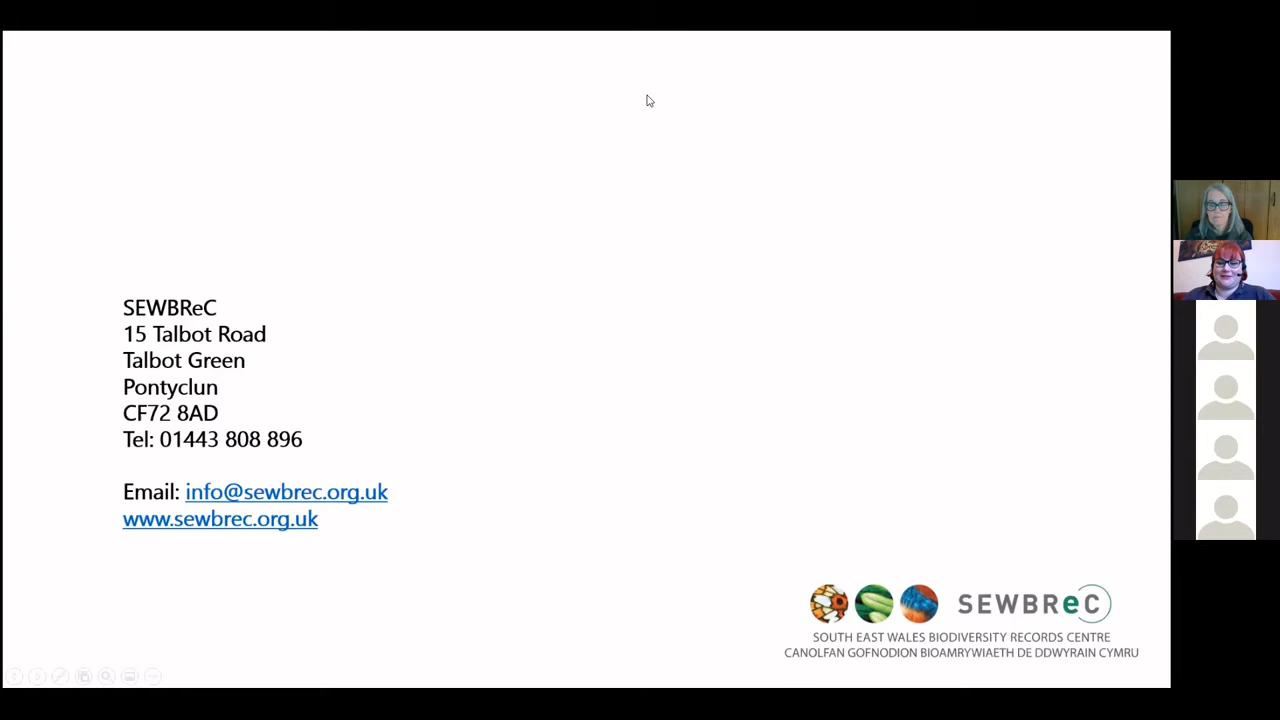 SEWBReC
15 Talbot Road
Talbot Green
Pontyclun
CF72 8AD
Tel: 01443 808 896
Email: info@sewbrec.org.uk
www.sewbrec.org.uk
SEWBReC
SOUTH EAST WALES BIODIVERSITY RECORDS CENTRE
CANOLFAN GOFNODION BIOAMRYWIAETH DE DDWYRAIN CYMRU